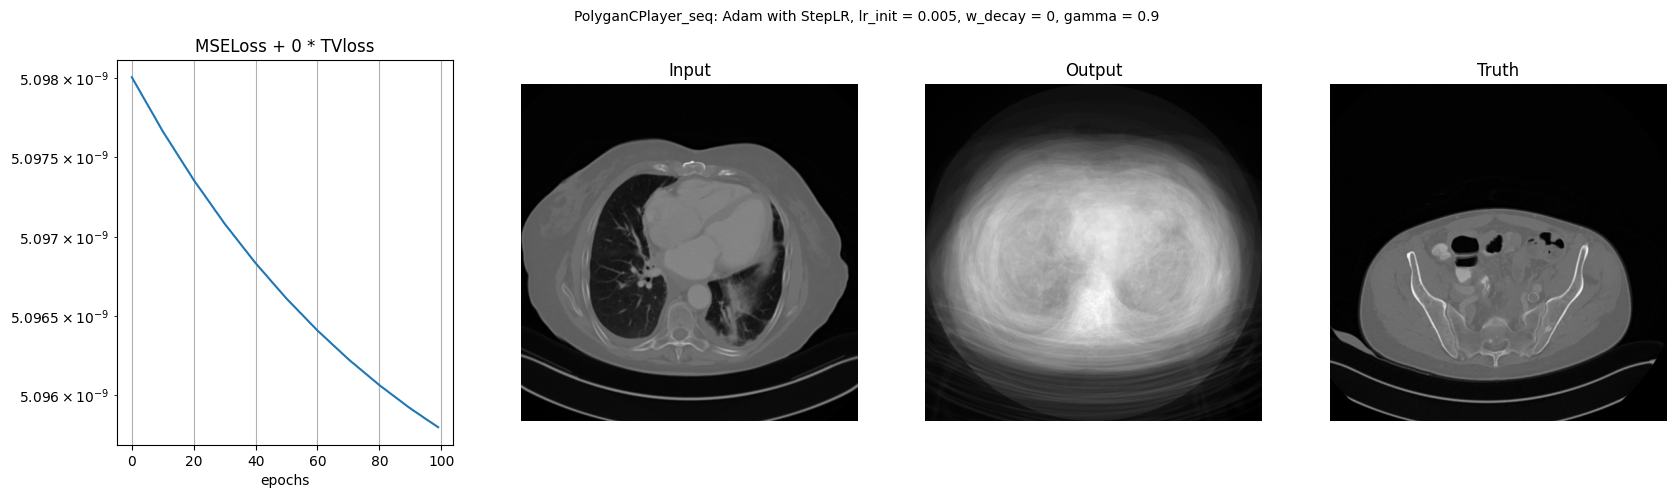 PolyganCPlayer_seq: Adam with StepLR, lr_init = 0.005, w_decay = 0, gamma = 0.9
MSELoss + 0 * TVloss
5.098 × 10⁻⁹
5.0975 × 10⁻⁹
5.097 × 10⁻⁹
5.0965 × 10⁻⁹
5.096 × 10⁻⁹
0 20 40 60 80 100
epochs
Input
Output
Truth